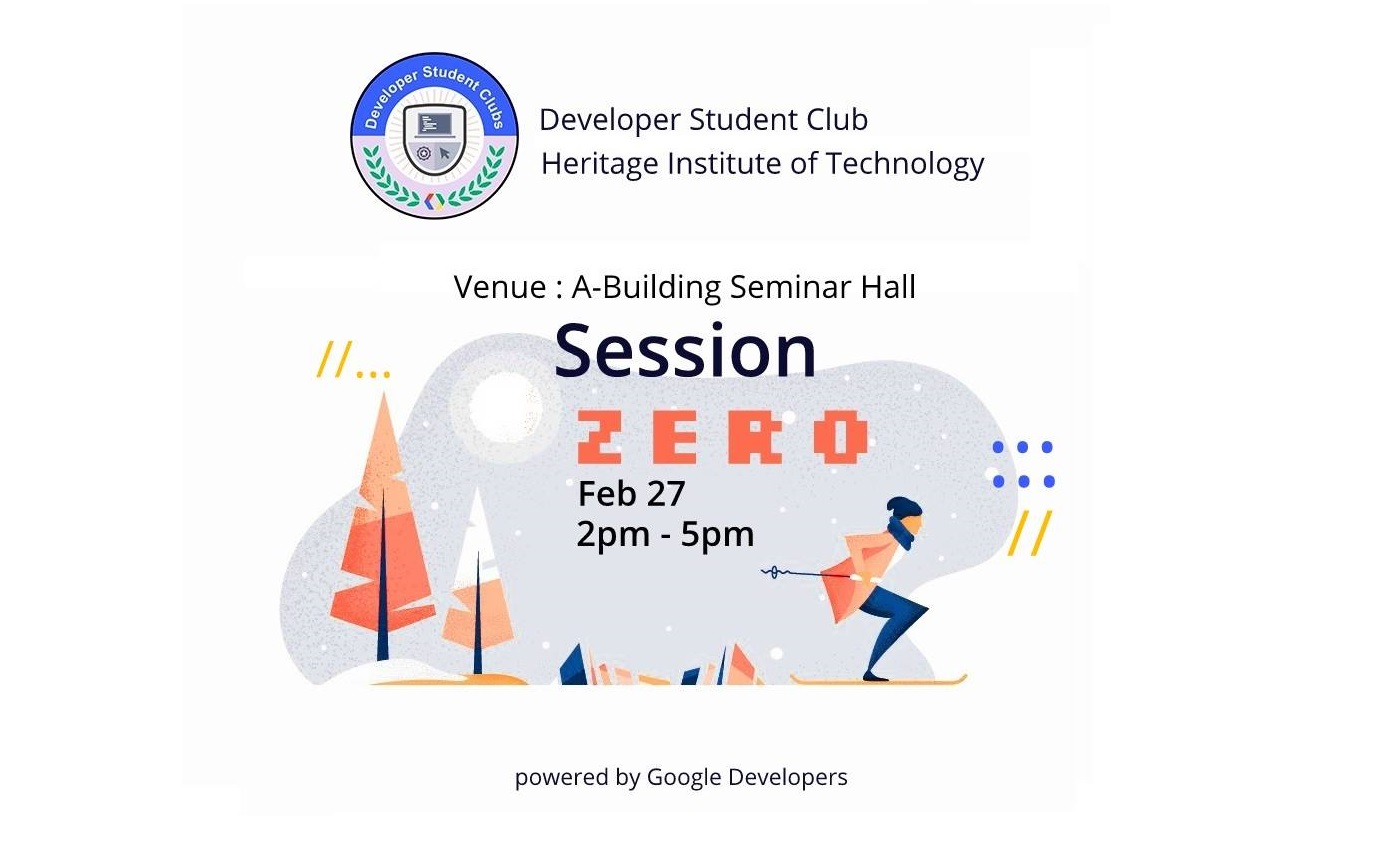 Developer Student Clubs
Developer Student Club
Heritage Institute of Technology
Venue : A-Building Seminar Hall
Session
//...
ZERO
Feb 27
2pm - 5pm
//
powered by Google Developers